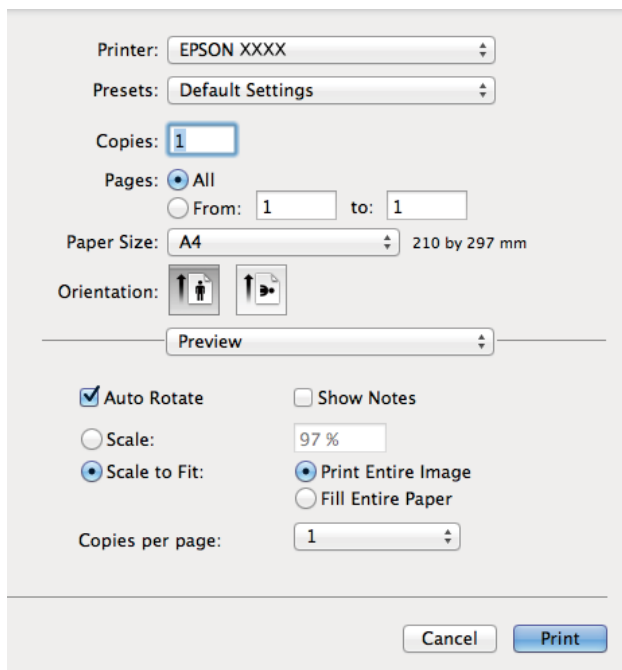 Printer: EPSON XXXX
Presets: Default Settings
Copies: 1
Pages: All
From: 1 to: 1
Paper Size: A4 210 by 297 mm
Orientation:
Preview
Auto Rotate Show Notes
Scale: 97 %
Scale to Fit: Print Entire Image
Fill Entire Paper
Copies per page: 1
Cancel Print